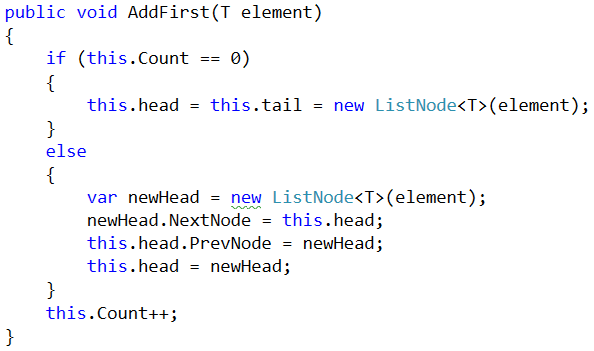 public void AddFirst(T element)
{
    if (this.Count == 0)
    {
        this.head = this.tail = new ListNode<T>(element);
    }
    else
    {
        var newHead = new ListNode<T>(element);
        newHead.NextNode = this.head;
        this.head.PrevNode = newHead;
        this.head = newHead;
    }
    this.Count++;
}